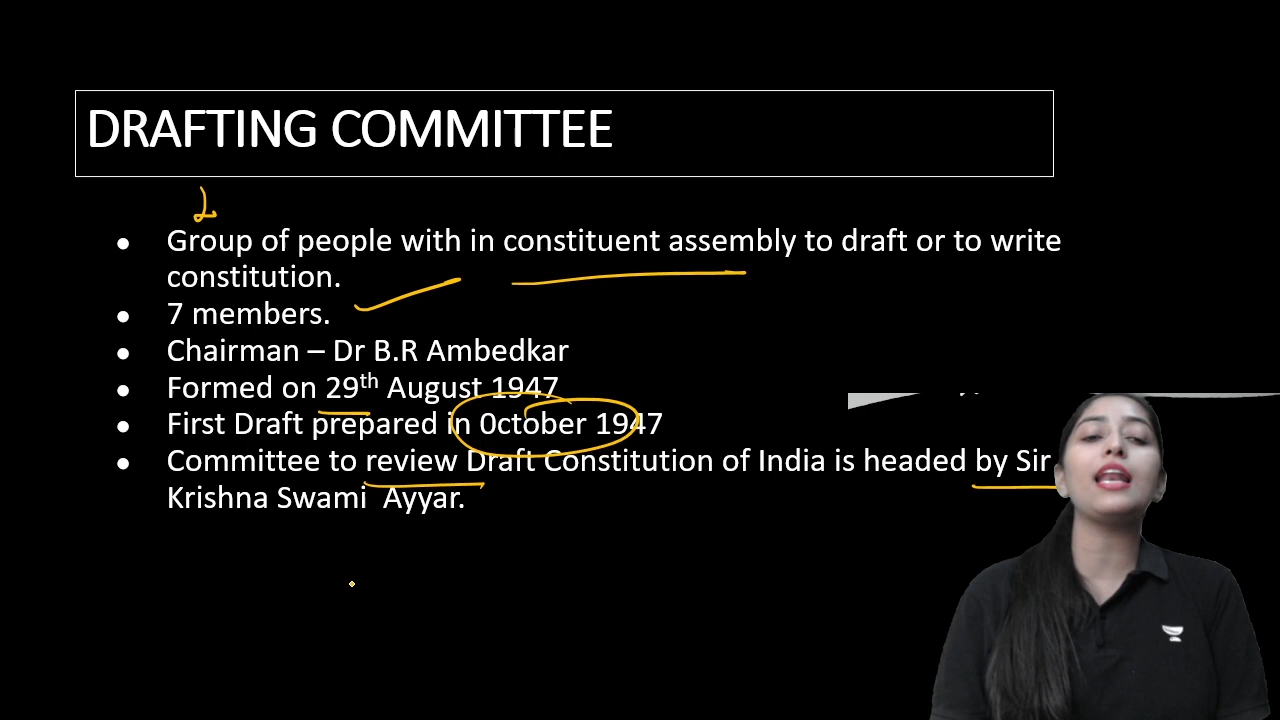 DRAFTING COMMITTEE
2
● Group of people with in constituent assembly to draft or to write
constitution.
● 7 members.
● Chairman – Dr B.R Ambedkar
● Formed on 29th August 1947
● First Draft prepared in 0ctober 1947
● Committee to review Draft Constitution of India is headed by Sir
Krishna Swami Ayyar.